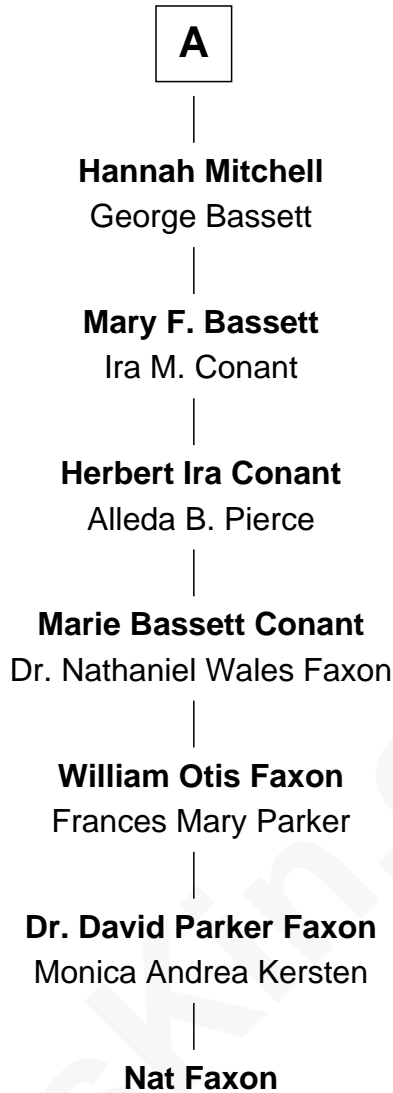 A
Hannah Mitchell
George Bassett
Mary F. Bassett
Ira M. Conant
Herbert Ira Conant
Alleda B. Pierce
Marie Bassett Conant
Dr. Nathaniel Wales Faxon
William Otis Faxon
Frances Mary Parker
Dr. David Parker Faxon
Monica Andrea Kersten
Nat Faxon